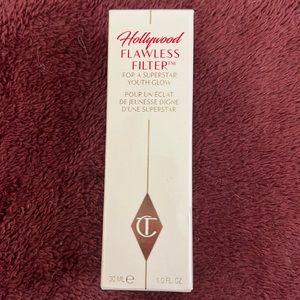 Hollywood
FLAWLESS
FILTER™
FOR A SUPERSTAR
YOUTH GLOW
POUR UN ÉCLAT
DE JEUNESSE DIGNE
D'UNE SUPERSTAR
CT
30 ML ℮ 1.0 FL. OZ.